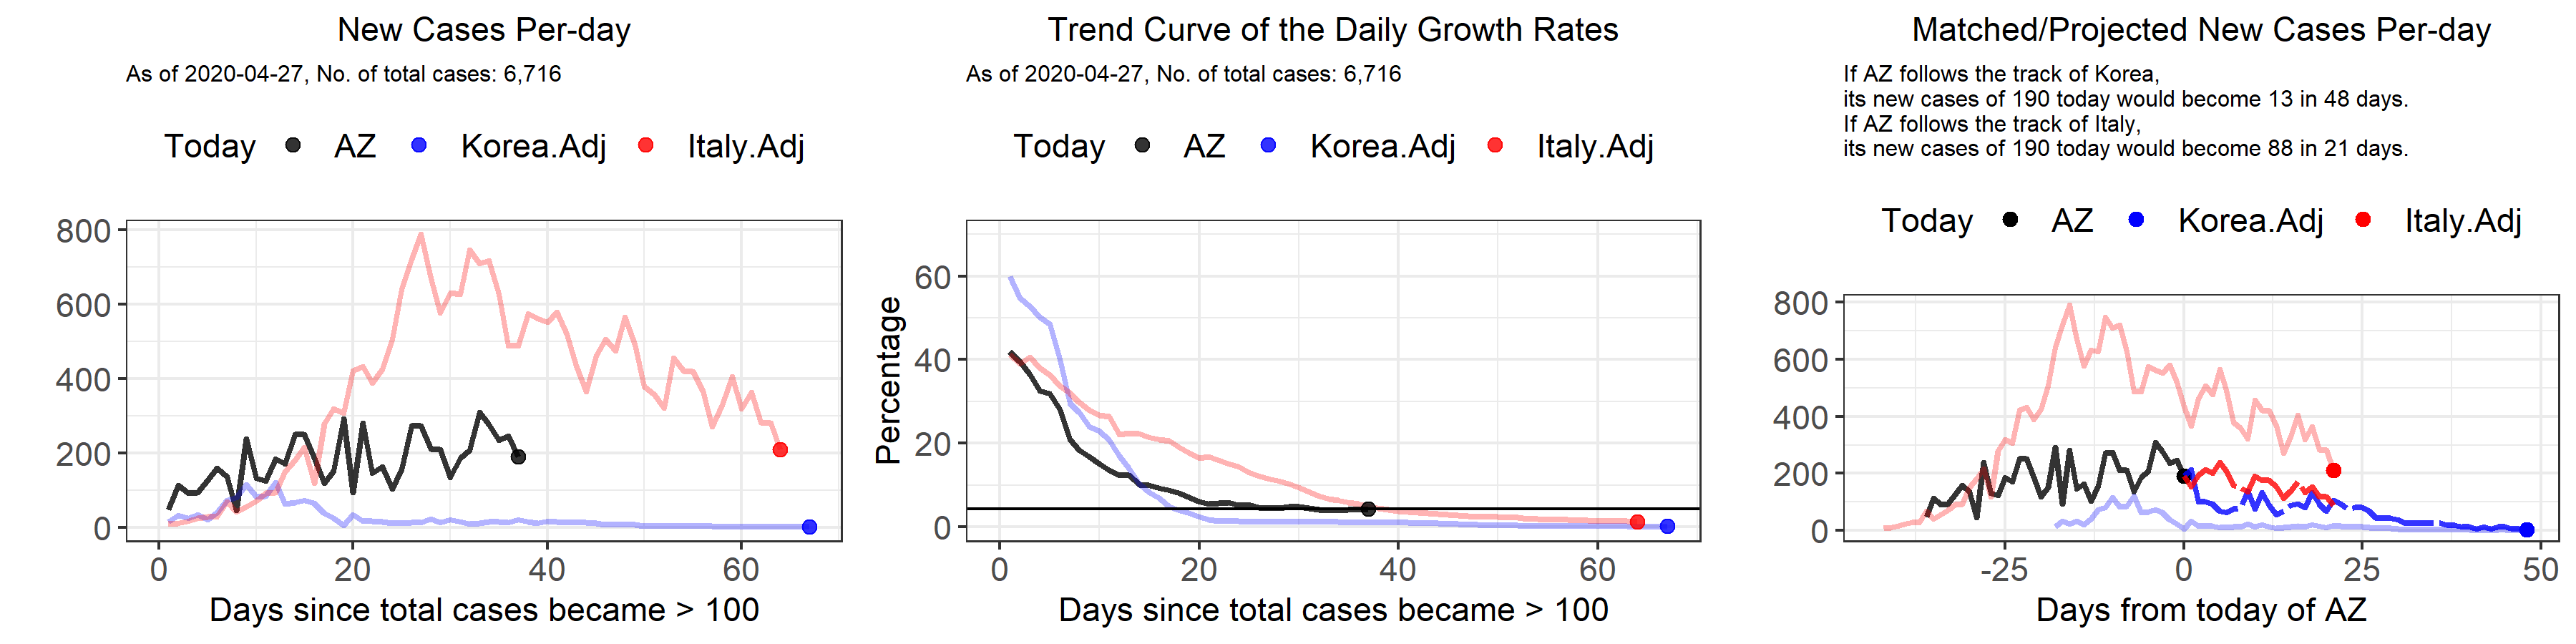 New Cases Per-day
As of 2020-04-27, No. of total cases: 6,716
Today AZ Korea.Adj Italy.Adj
800
600
400
200
0
0 20 40 60
Days since total cases became > 100
Trend Curve of the Daily Growth Rates
As of 2020-04-27, No. of total cases: 6,716
Today AZ Korea.Adj Italy.Adj
Percentage
60
40
20
0
0 20 40 60
Days since total cases became > 100
Matched/Projected New Cases Per-day
If AZ follows the track of Korea,
its new cases of 190 today would become 13 in 48 days.
If AZ follows the track of Italy,
its new cases of 190 today would become 88 in 21 days.
Today AZ Korea.Adj Italy.Adj
800
600
400
200
0
-25 0 25 50
Days from today of AZ